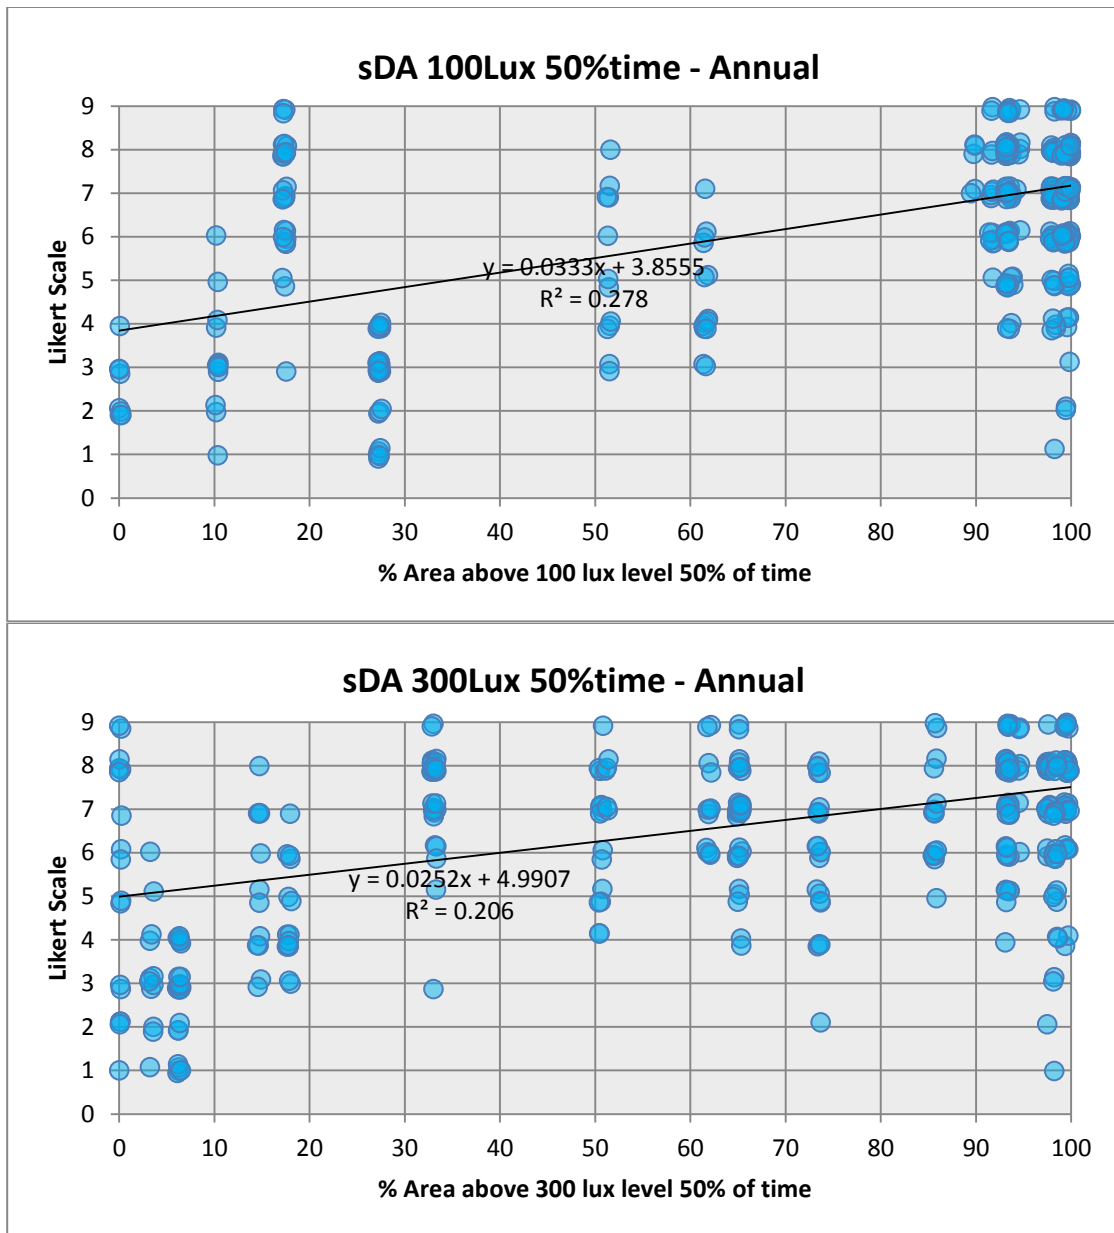 sDA 100Lux 50%time - Annual
9
8
7
6
5
4
3
2
1
0
Likert Scale
y = 0.0333x + 3.8555
R² = 0.278
0 10 20 30 40 50 60 70 80 90 100
% Area above 100 lux level 50% of time
sDA 300Lux 50%time - Annual
9
8
7
6
5
4
3
2
1
0
Likert Scale
y = 0.0252x + 4.9907
R² = 0.206
0 10 20 30 40 50 60 70 80 90 100
% Area above 300 lux level 50% of time